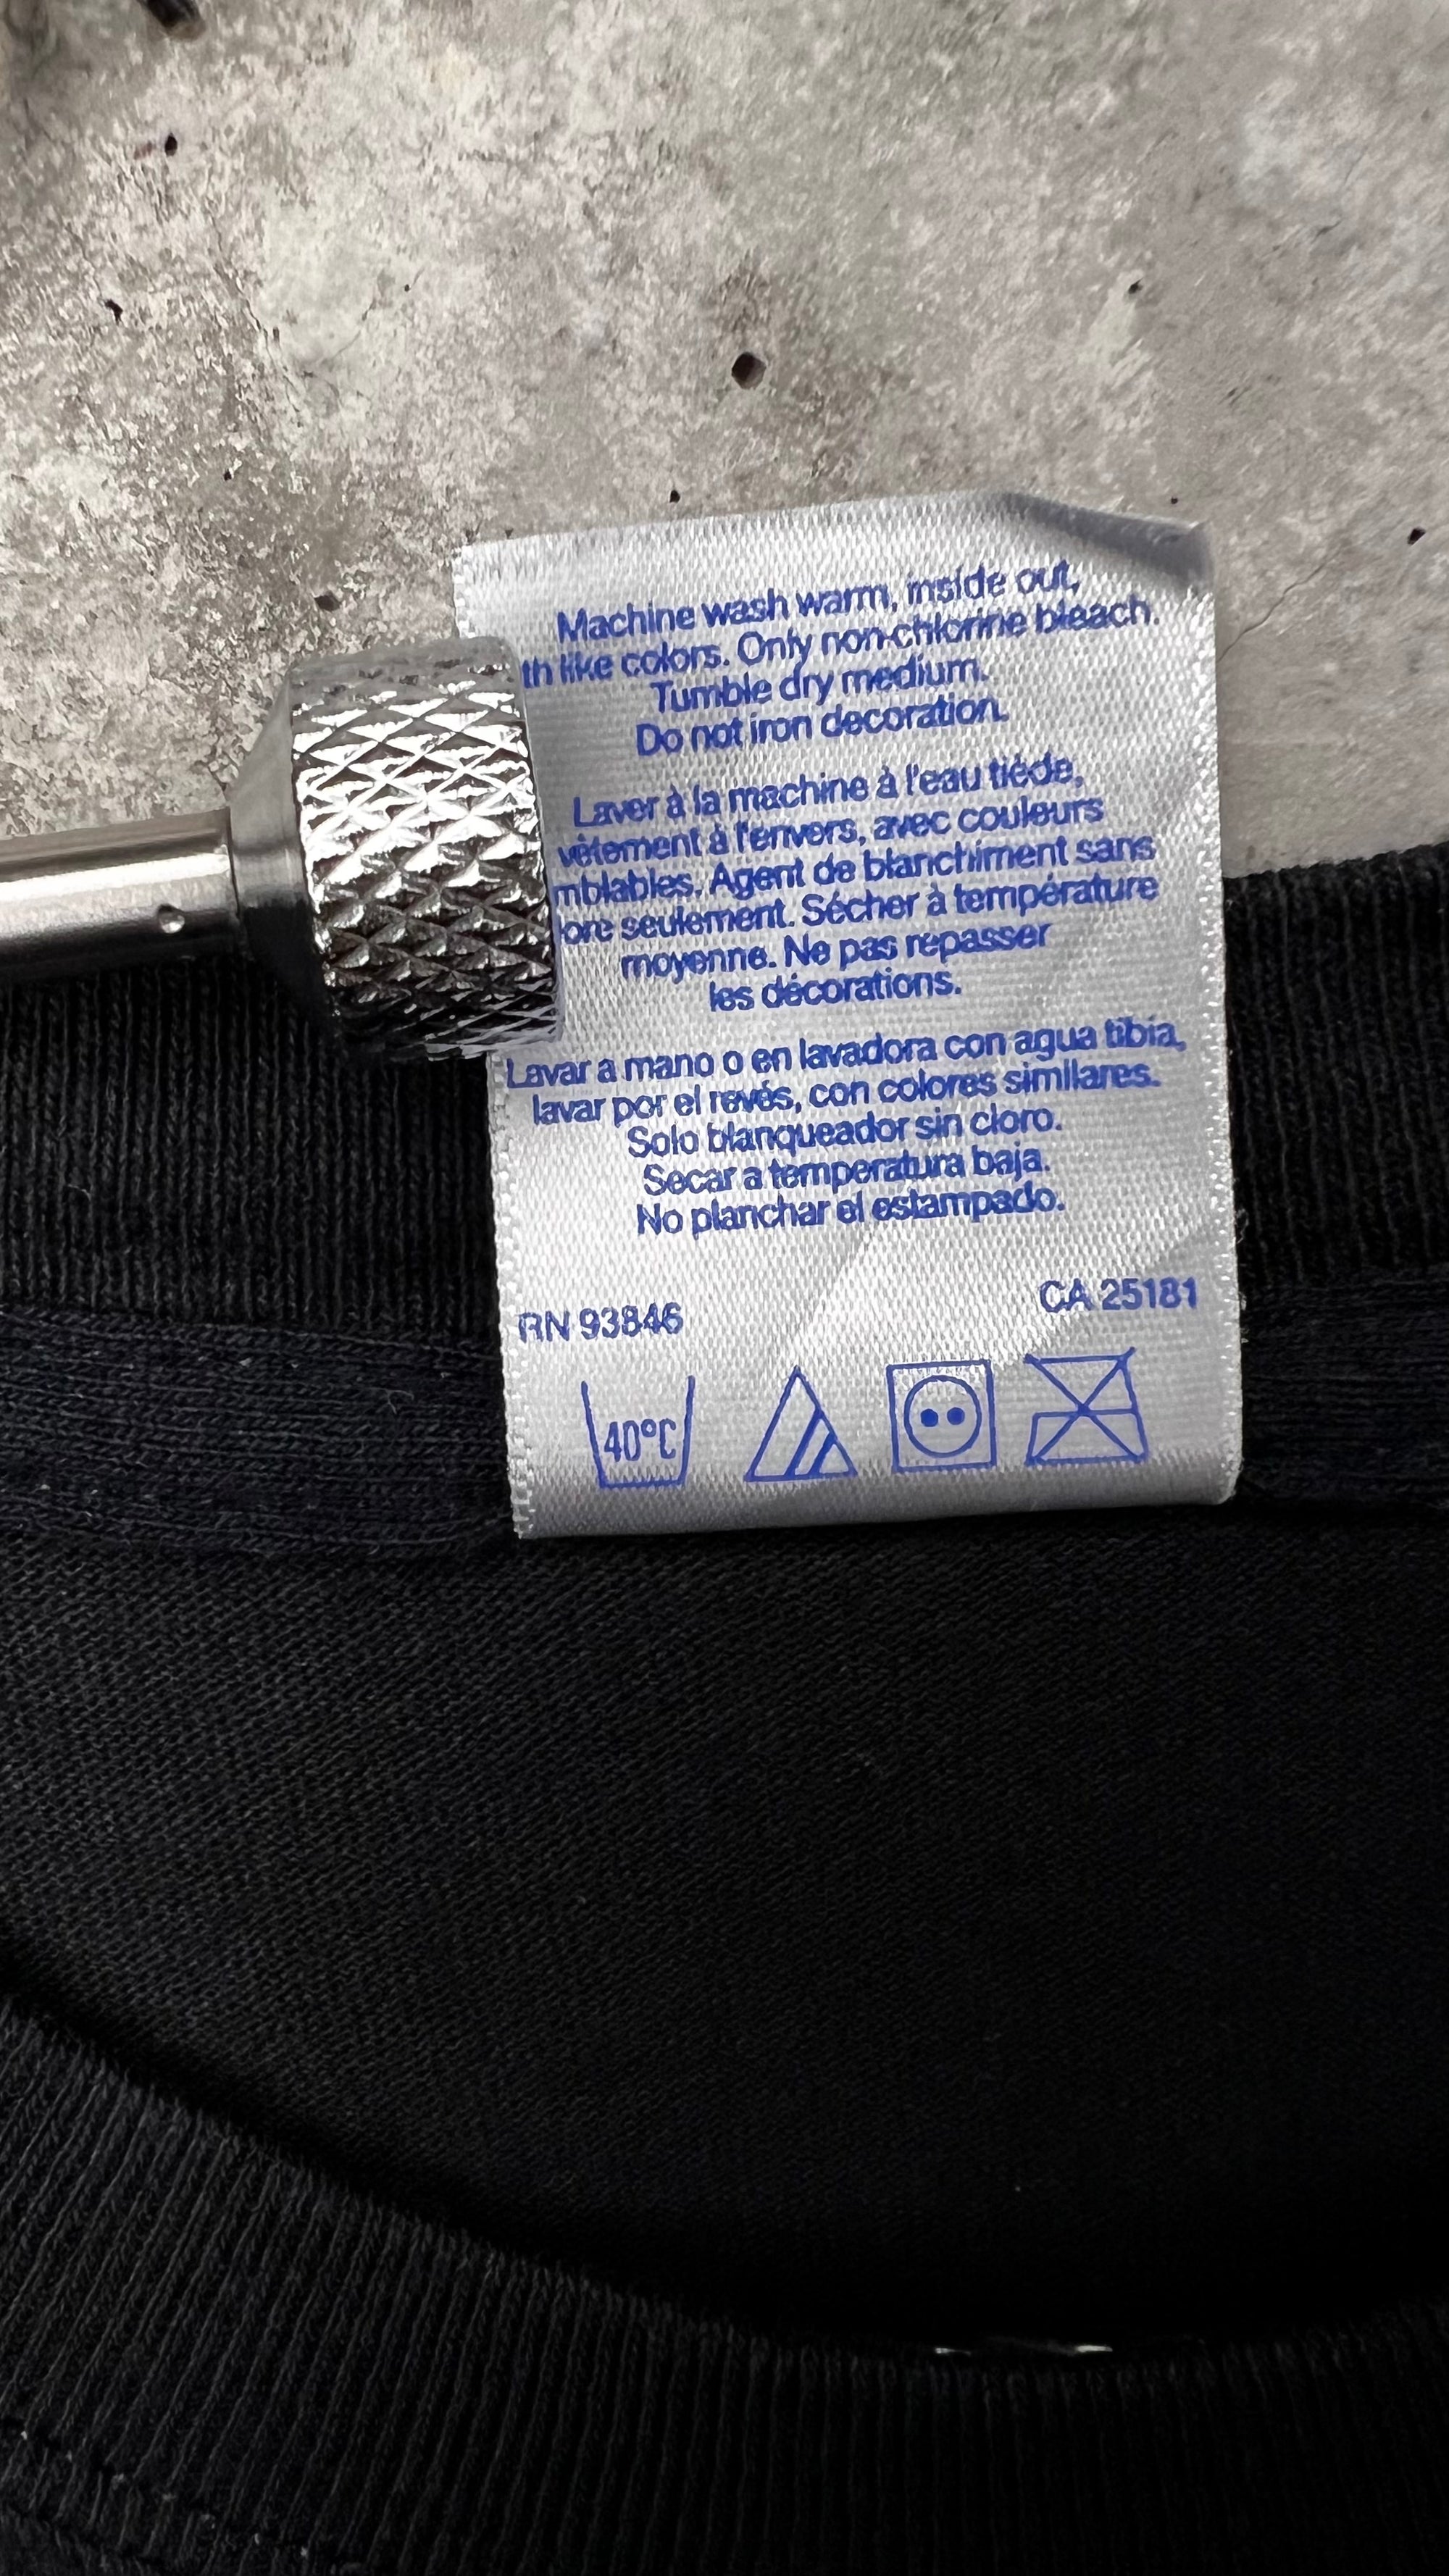 Machine wash warm, inside out,
th like colors. Only non-chlorine bleach.
Tumble dry medium.
Do not iron decoration.
Laver à la machine à l'eau tiède,
vêtement à l'envers, avec couleurs
mblables. Agent de blanchiment sans
lore seulement. Sécher à température
moyenne. Ne pas repasser
les décorations.
Lavar a mano o en lavadora con agua tibia,
lavar por el revés, con colores similares.
Solo blanqueador sin cloro.
Secar a temperatura baja.
No planchar el estampado.
RN 93846 CA 25181
40°C